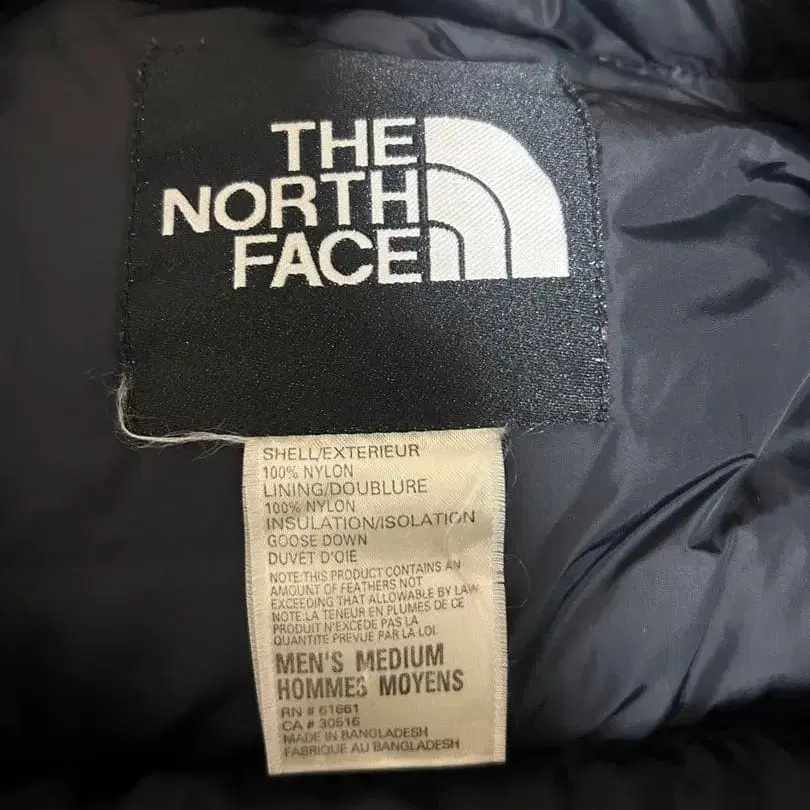 THE
NORTH
FACE
SHELL/EXTERIEUR
100% NYLON
LINING/DOUBLURE
100% NYLON
INSULATION/ISOLATION
GOOSE DOWN
DUVET D'OIE
NOTE:THIS PRODUCT CONTAINS AN
AMOUNT OF FEATHERS NOT
EXCEEDING THAT ALLOWABLE BY LAW
NOTE:LA TENEUR EN PLUMES DE CE
PRODUIT N'EXCEDE PAS LA
QUANTITE PREVUE PAR LA LOI.
MEN'S MEDIUM
HOMMES MOYENS
RN # 61661
CA # 30516
MADE IN BANGLADESH
FABRIQUE AU BANGLADESH